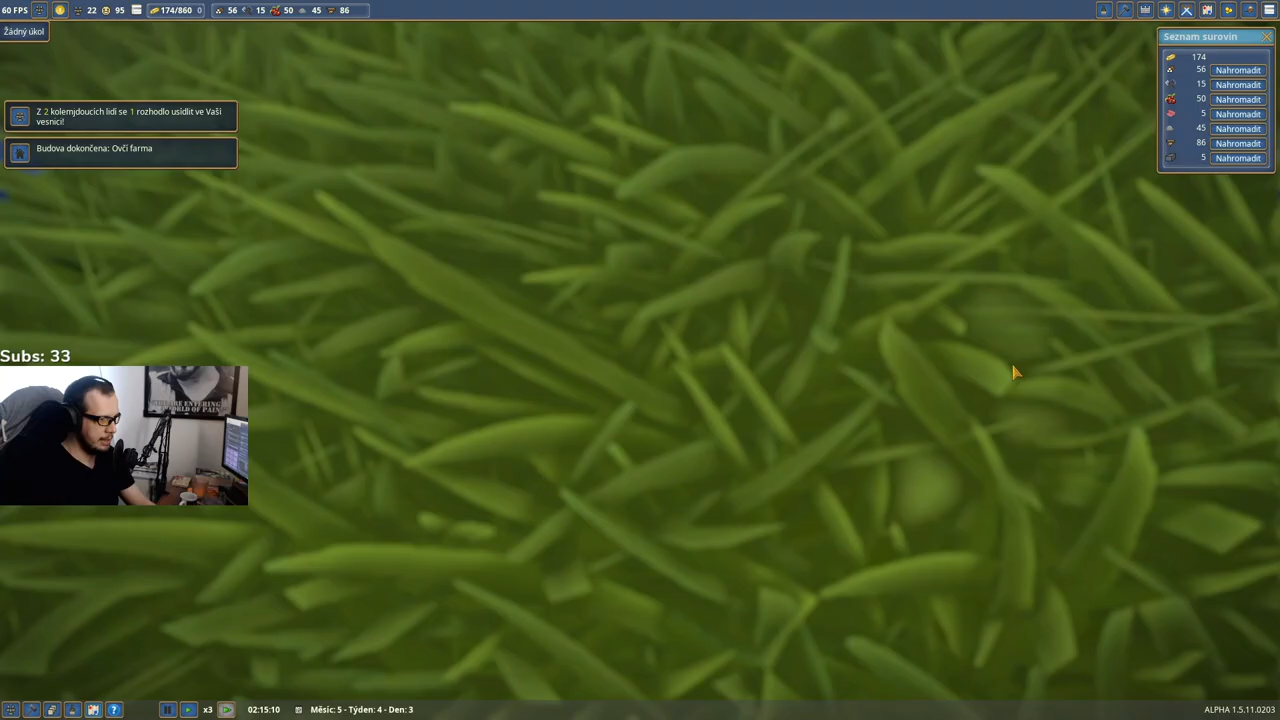 60 FPS 22 95 174/860 0 56 15 50 45 86
Žádný úkol
Seznam surovin
174
56 Nahromadit
15 Nahromadit
50 Nahromadit
5 Nahromadit
45 Nahromadit
86 Nahromadit
5 Nahromadit
Z 2 kolemjdoucích lidí se 1 rozhodlo usídlit ve Vaší
vesnici!
Budova dokončena: Ovčí farma
Subs: 33
WORLD OF PAIN
x3 02:15:10 Měsíc: 5 - Týden: 4 - Den: 3
ALPHA 1.5.11.0203